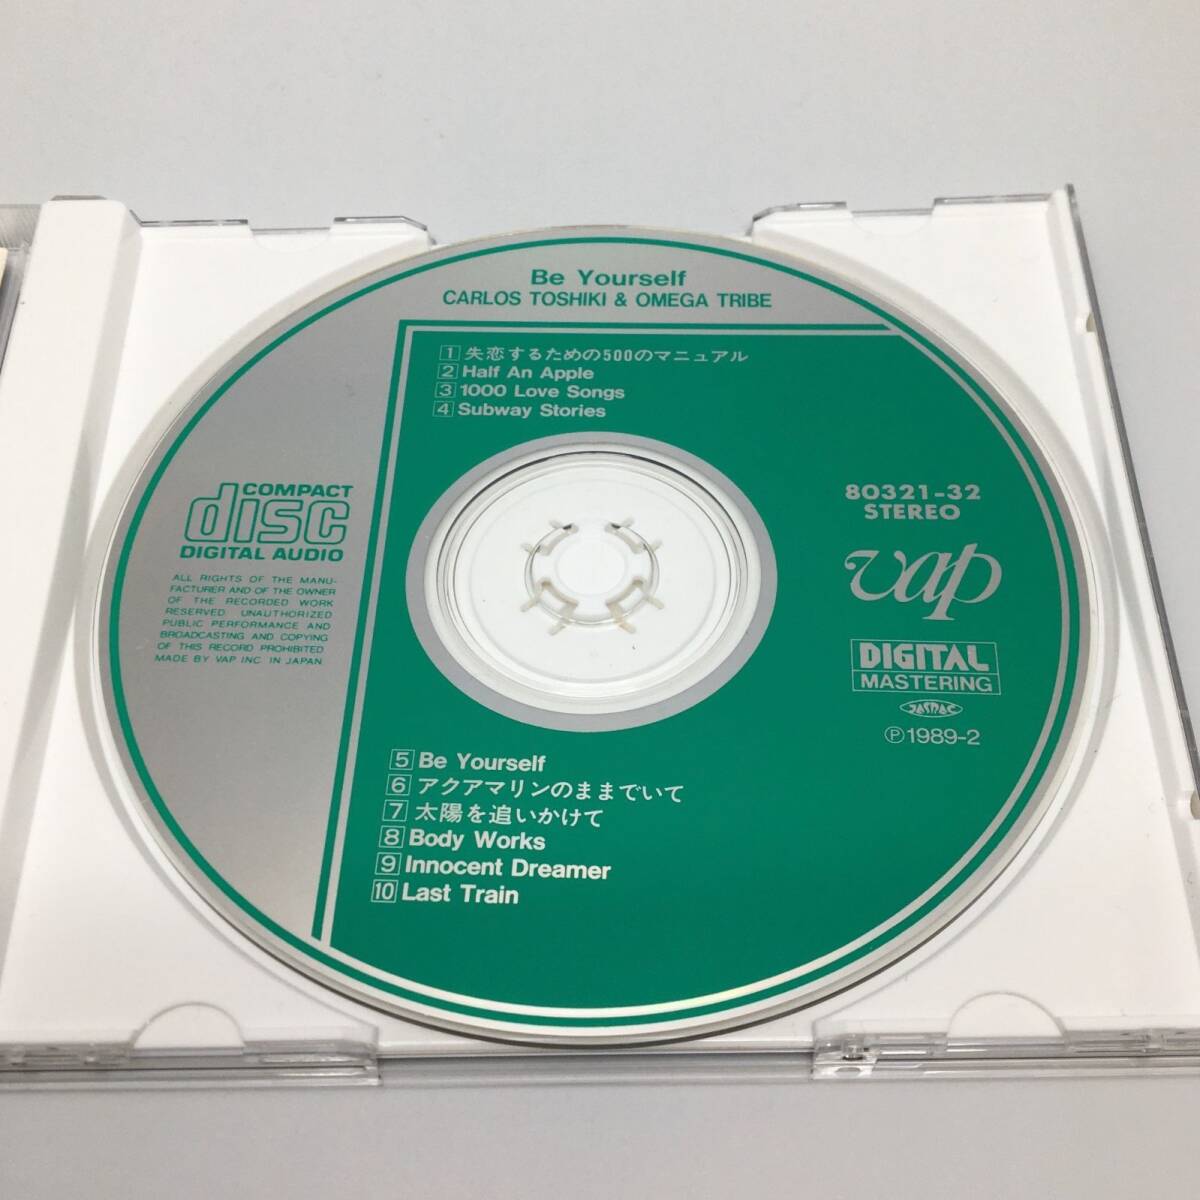 Be Yourself
CARLOS TOSHIKI & OMEGA TRIBE
1 失恋するための500のマニュアル
2 Half An Apple
3 1000 Love Songs
4 Subway Stories
COMPACT
disc
DIGITAL AUDIO
ALL RIGHTS OF THE MANU-
FACTURER AND OF THE OWNER
OF THE RECORDED WORK
RESERVED. UNAUTHORIZED
PUBLIC PERFORMANCE AND
BROADCASTING AND COPYING
OF THIS RECORD PROHIBITED
MADE BY VAP INC. IN JAPAN
80321-32
STEREO
vap
DIGITAL
MASTERING
JASRAC
Ⓟ1989-2
5 Be Yourself
6 アクアマリンのままでいて
7 太陽を追いかけて
8 Body Works
9 Innocent Dreamer
10 Last Train